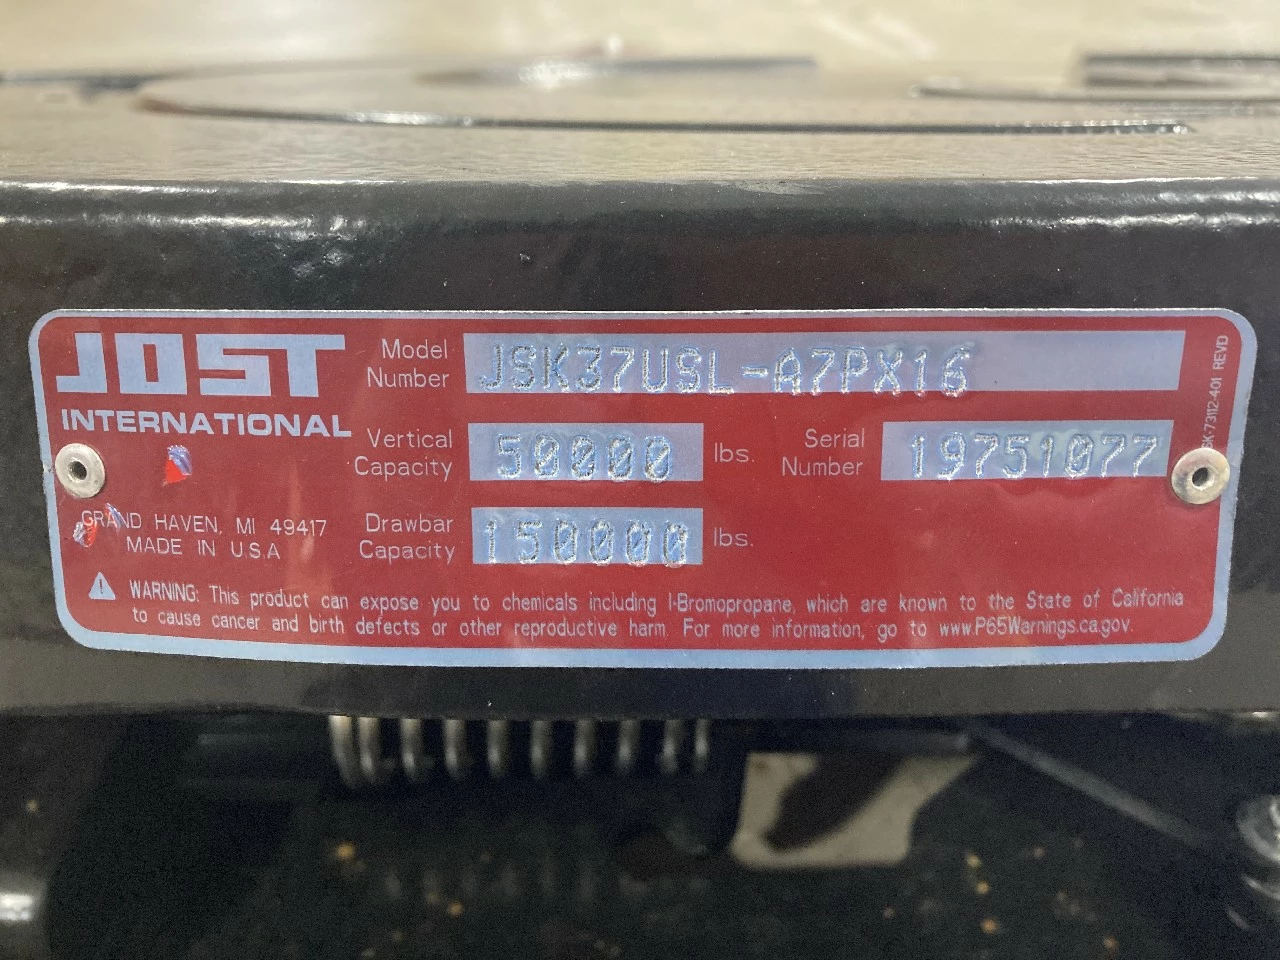 JOST
INTERNATIONAL
Model
Number
JSK37USL-A7PX16
Vertical
Capacity
50000
lbs.
Serial
Number
19751077
GRAND HAVEN, MI 49417
MADE IN U.S.A
Drawbar
Capacity
150000
lbs.
WARNING: This product can expose you to chemicals including 1-Bromopropane, which are known to the State of California
to cause cancer and birth defects or other reproductive harm. For more information, go to www.P65Warnings.ca.gov.
SK-73112-401 REVD